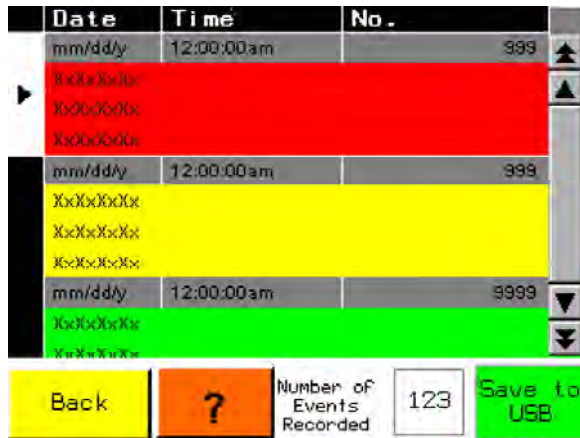 Date Time No.
mm/dd/y 12:00:00am 999
XxXxXxXx
XxXxXxXx
XxXxXxXx
mm/dd/y 12:00:00am 999
XxXxXxXx
XxXxXxXx
XxXxXxXx
mm/dd/y 12:00:00am 9999
XxXxXxXx
XxXxXxXx
Back
?
Number of
Events
Recorded
123
Save to
USB